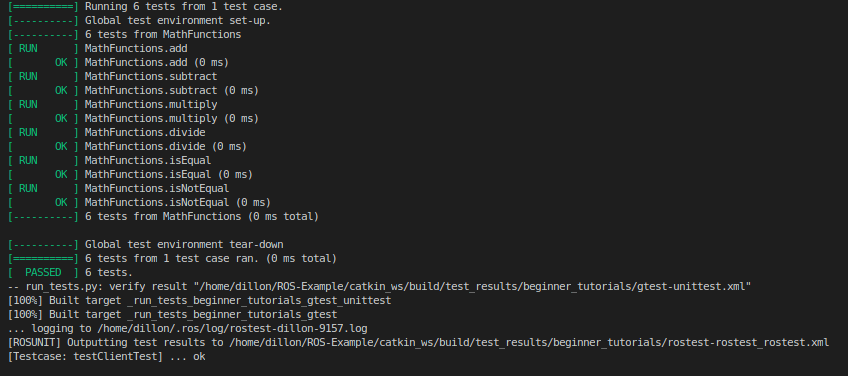 [==========] Running 6 tests from 1 test case.
[----------] Global test environment set-up.
[----------] 6 tests from MathFunctions
[ RUN      ] MathFunctions.add
[       OK ] MathFunctions.add (0 ms)
[ RUN      ] MathFunctions.subtract
[       OK ] MathFunctions.subtract (0 ms)
[ RUN      ] MathFunctions.multiply
[       OK ] MathFunctions.multiply (0 ms)
[ RUN      ] MathFunctions.divide
[       OK ] MathFunctions.divide (0 ms)
[ RUN      ] MathFunctions.isEqual
[       OK ] MathFunctions.isEqual (0 ms)
[ RUN      ] MathFunctions.isNotEqual
[       OK ] MathFunctions.isNotEqual (0 ms)
[----------] 6 tests from MathFunctions (0 ms total)
[----------] Global test environment tear-down
[==========] 6 tests from 1 test case ran. (0 ms total)
[  PASSED  ] 6 tests.
-- run_tests.py: verify result "/home/dillon/ROS-Example/catkin_ws/build/test_results/beginner_tutorials/gtest-unittest.xml"
[100%] Built target _run_tests_beginner_tutorials_gtest_unittest
[100%] Built target _run_tests_beginner_tutorials_gtest
... logging to /home/dillon/.ros/log/rostest-dillon-9157.log
[ROSUNIT] Outputting test results to /home/dillon/ROS-Example/catkin_ws/build/test_results/beginner_tutorials/rostest-rostest_rostest.xml
[Testcase: testClientTest] ... ok